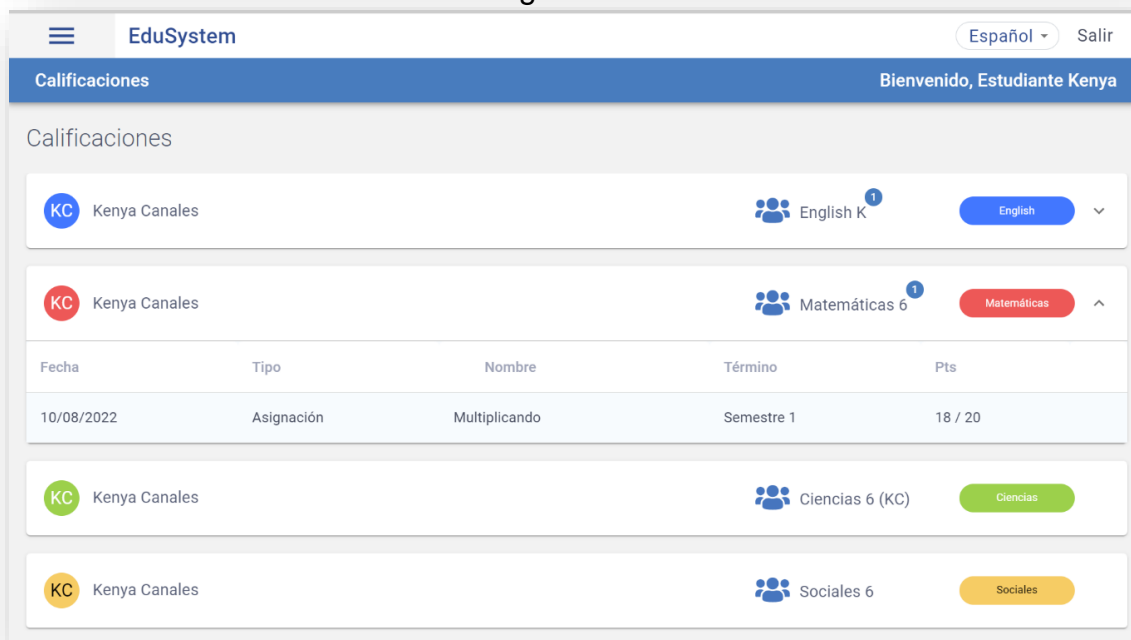 EduSystem Español Salir
Calificaciones Bienvenido, Estudiante Kenya
Calificaciones
KC Kenya Canales English K 1 English
KC Kenya Canales Matemáticas 6 1 Matemáticas
Fecha Tipo Nombre Término Pts
10/08/2022 Asignación Multiplicando Semestre 1 18 / 20
KC Kenya Canales Ciencias 6 (KC) Ciencias
KC Kenya Canales Sociales 6 Sociales